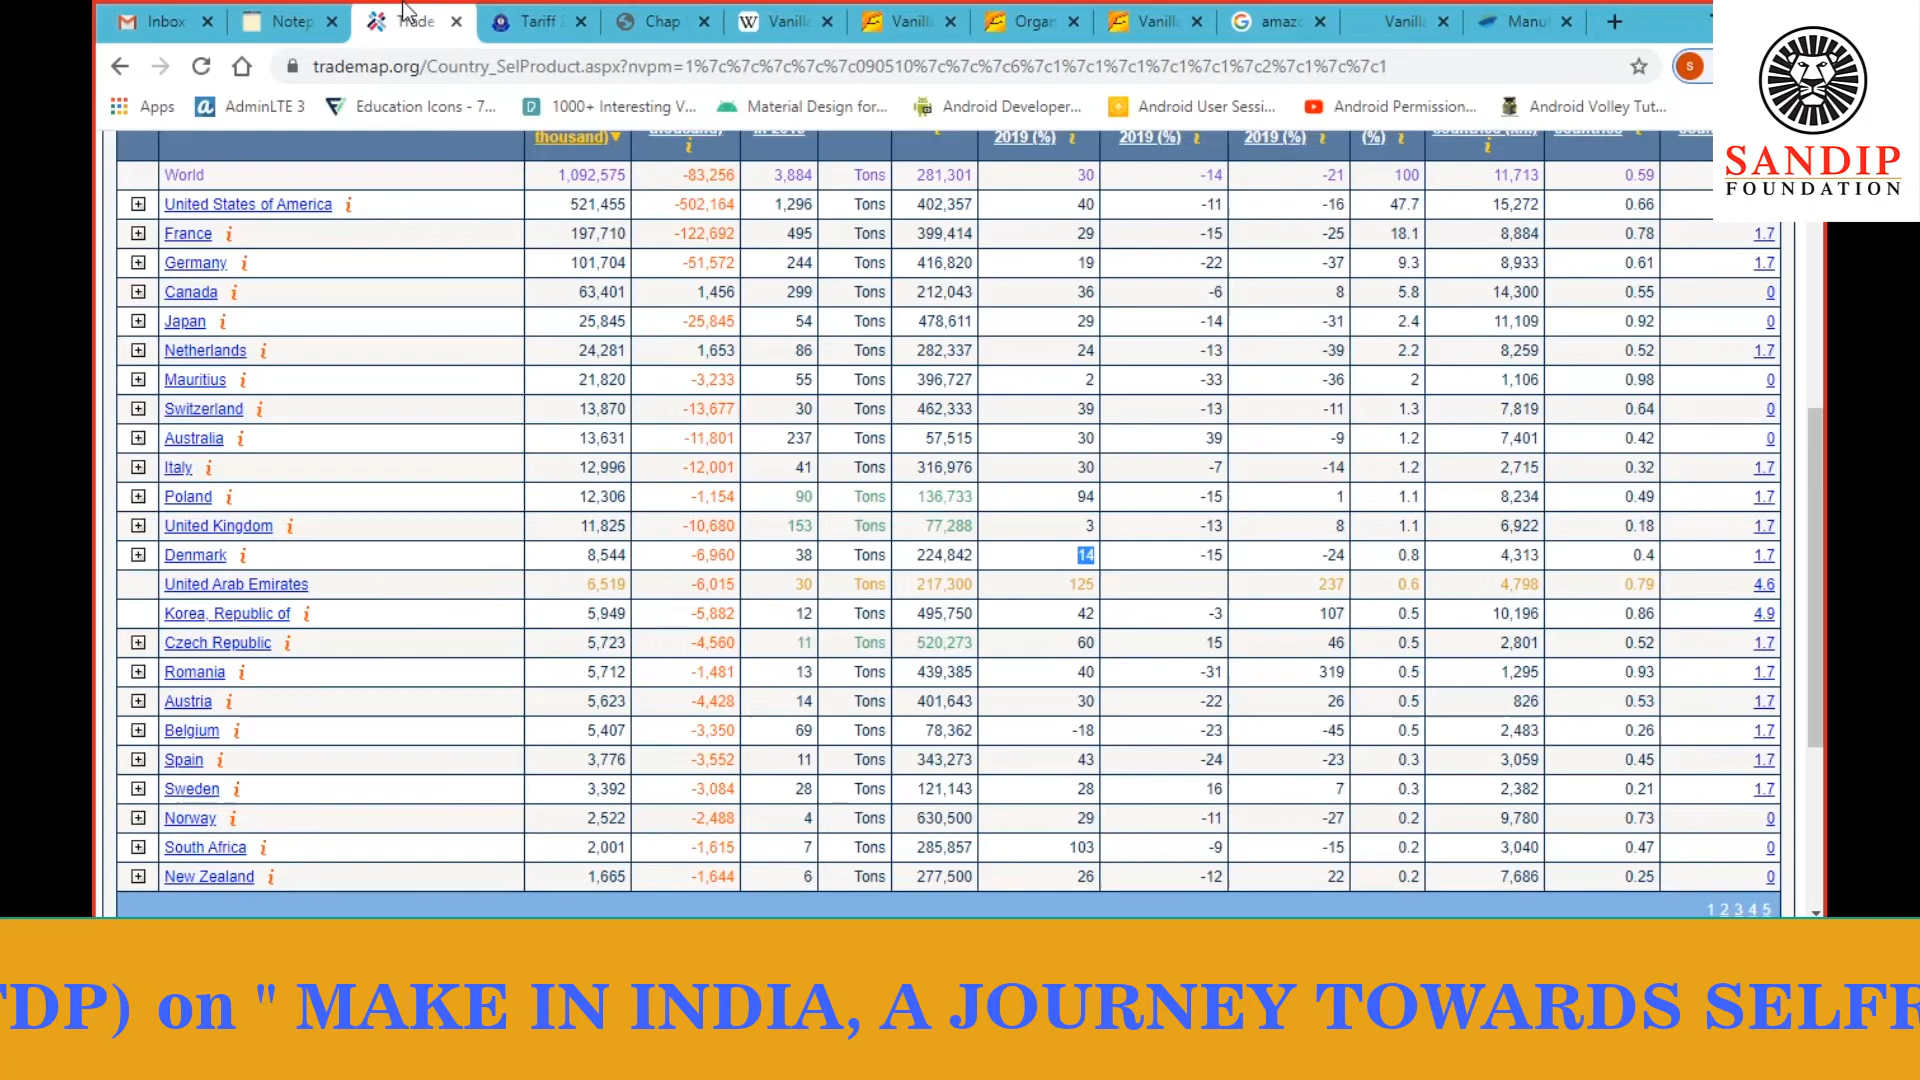 Inbox Notep Trade Tariff Chap Vanilla Vanilla Organ Vanilla amazo Vanilla Manu
trademap.org/Country_SelProduct.aspx?nvpm=1%7c%7c%7c%7c%7c090510%7c%7c%7c6%7c1%7c1%7c1%7c1%7c1%7c2%7c1%7c%7c1
Apps AdminLTE 3 Education Icons - 7... 1000+ Interesting V... Material Design for... Android Developer... Android User Sessi... Android Permission... Android Volley Tut...
SANDIP
FOUNDATION
thousand) thousand) 2019 (%) 2019 (%) 2019 (%) (%)
World 1,092,575 -83,256 3,884 Tons 281,301 30 -14 -21 100 11,713 0.59
United States of America 521,455 -502,164 1,296 Tons 402,357 40 -11 -16 47.7 15,272 0.66
France 197,710 -122,692 495 Tons 399,414 29 -15 -25 18.1 8,884 0.78 1.7
Germany 101,704 -51,572 244 Tons 416,820 19 -22 -37 9.3 8,933 0.61 1.7
Canada 63,401 1,456 299 Tons 212,043 36 -6 8 5.8 14,300 0.55 0
Japan 25,845 -25,845 54 Tons 478,611 29 -14 -31 2.4 11,109 0.92 0
Netherlands 24,281 1,653 86 Tons 282,337 24 -13 -39 2.2 8,259 0.52 1.7
Mauritius 21,820 -3,233 55 Tons 396,727 2 -33 -36 2 1,106 0.98 0
Switzerland 13,870 -13,677 30 Tons 462,333 39 -13 -11 1.3 7,819 0.64 0
Australia 13,631 -11,801 237 Tons 57,515 30 39 -9 1.2 7,401 0.42 0
Italy 12,996 -12,001 41 Tons 316,976 30 -7 -14 1.2 2,715 0.32 1.7
Poland 12,306 -1,154 90 Tons 136,733 94 -15 1 1.1 8,234 0.49 1.7
United Kingdom 11,825 -10,680 153 Tons 77,288 3 -13 8 1.1 6,922 0.18 1.7
Denmark 8,544 -6,960 38 Tons 224,842 14 -15 -24 0.8 4,313 0.4 1.7
United Arab Emirates 6,519 -6,015 30 Tons 217,300 125 237 0.6 4,798 0.79 4.6
Korea, Republic of 5,949 -5,882 12 Tons 495,750 42 -3 107 0.5 10,196 0.86 4.9
Czech Republic 5,723 -4,560 11 Tons 520,273 60 15 46 0.5 2,801 0.52 1.7
Romania 5,712 -1,481 13 Tons 439,385 40 -31 319 0.5 1,295 0.93 1.7
Austria 5,623 -4,428 14 Tons 401,643 30 -22 26 0.5 826 0.53 1.7
Belgium 5,407 -3,350 69 Tons 78,362 -18 -23 -45 0.5 2,483 0.26 1.7
Spain 3,776 -3,552 11 Tons 343,273 43 -24 -23 0.3 3,059 0.45 1.7
Sweden 3,392 -3,084 28 Tons 121,143 28 16 7 0.3 2,382 0.21 1.7
Norway 2,522 -2,488 4 Tons 630,500 29 -11 -27 0.2 9,780 0.73 0
South Africa 2,001 -1,615 7 Tons 285,857 103 -9 -15 0.2 3,040 0.47 0
New Zealand 1,665 -1,644 6 Tons 277,500 26 -12 22 0.2 7,686 0.25 0
1 2 3 4 5
DP) on " MAKE IN INDIA, A JOURNEY TOWARDS SELFR